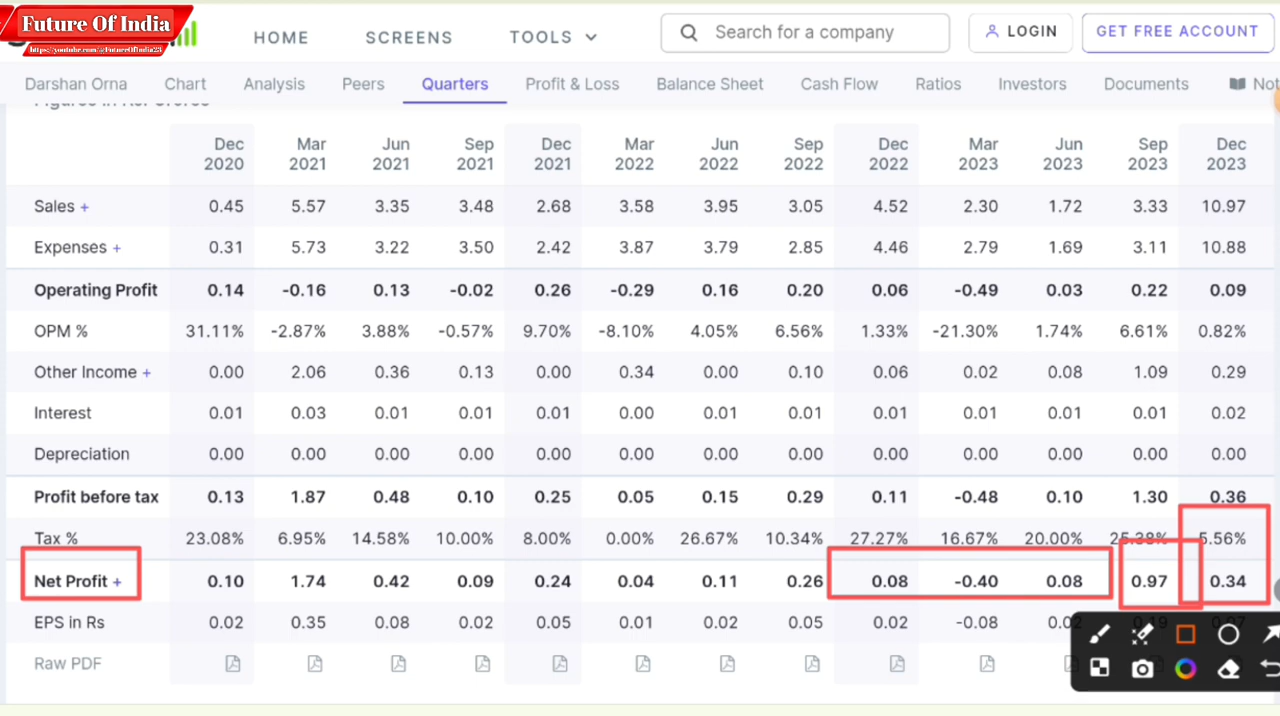 Future Of India
https://youtube.com/@FutureOfIndia23
HOME SCREENS TOOLS Search for a company LOGIN GET FREE ACCOUNT
Darshan Orna Chart Analysis Peers Quarters Profit & Loss Balance Sheet Cash Flow Ratios Investors Documents Not
Figures in Rs. Crores
Dec 2020 Mar 2021 Jun 2021 Sep 2021 Dec 2021 Mar 2022 Jun 2022 Sep 2022 Dec 2022 Mar 2023 Jun 2023 Sep 2023 Dec 2023
Sales + 0.45 5.57 3.35 3.48 2.68 3.58 3.95 3.05 4.52 2.30 1.72 3.33 10.97
Expenses + 0.31 5.73 3.22 3.50 2.42 3.87 3.79 2.85 4.46 2.79 1.69 3.11 10.88
Operating Profit 0.14 -0.16 0.13 -0.02 0.26 -0.29 0.16 0.20 0.06 -0.49 0.03 0.22 0.09
OPM % 31.11% -2.87% 3.88% -0.57% 9.70% -8.10% 4.05% 6.56% 1.33% -21.30% 1.74% 6.61% 0.82%
Other Income + 0.00 2.06 0.36 0.13 0.00 0.34 0.00 0.10 0.06 0.02 0.08 1.09 0.29
Interest 0.01 0.03 0.01 0.01 0.01 0.00 0.01 0.01 0.01 0.01 0.01 0.01 0.02
Depreciation 0.00 0.00 0.00 0.00 0.00 0.00 0.00 0.00 0.00 0.00 0.00 0.00 0.00
Profit before tax 0.13 1.87 0.48 0.10 0.25 0.05 0.15 0.29 0.11 -0.48 0.10 1.30 0.36
Tax % 23.08% 6.95% 14.58% 10.00% 8.00% 0.00% 26.67% 10.34% 27.27% 16.67% 20.00% 25.38% 5.56%
Net Profit + 0.10 1.74 0.42 0.09 0.24 0.04 0.11 0.26 0.08 -0.40 0.08 0.97 0.34
EPS in Rs 0.02 0.35 0.08 0.02 0.05 0.01 0.02 0.05 0.02 -0.08
Raw PDF